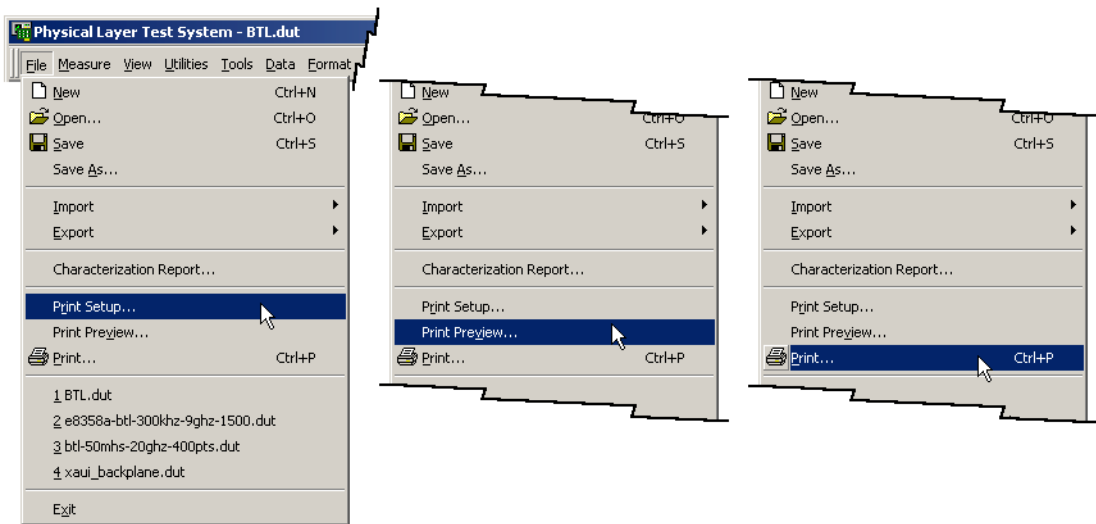 Physical Layer Test System - BTL.dut
File Measure View Utilities Tools Data Format
New Ctrl+N
Open... Ctrl+O
Save Ctrl+S
Save As...
Import
Export
Characterization Report...
Print Setup...
Print Preview...
Print... Ctrl+P
1 BTL.dut
2 e8358a-btl-300khz-9ghz-1500.dut
3 btl-50mhs-20ghz-400pts.dut
4 xaui_backplane.dut
Exit
New
Open... Ctrl+O
Save Ctrl+S
Save As...
Import
Export
Characterization Report...
Print Setup...
Print Preview...
Print... Ctrl+P
New
Open... Ctrl+O
Save Ctrl+S
Save As...
Import
Export
Characterization Report...
Print Setup...
Print Preview...
Print... Ctrl+P